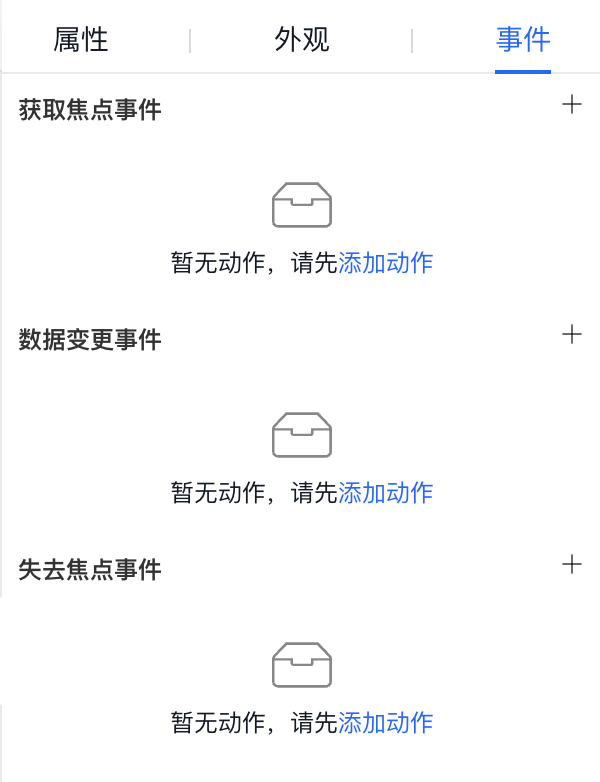 属性 外观 事件
获取焦点事件
暂无动作，请先添加动作
数据变更事件
暂无动作，请先添加动作
失去焦点事件
暂无动作，请先添加动作